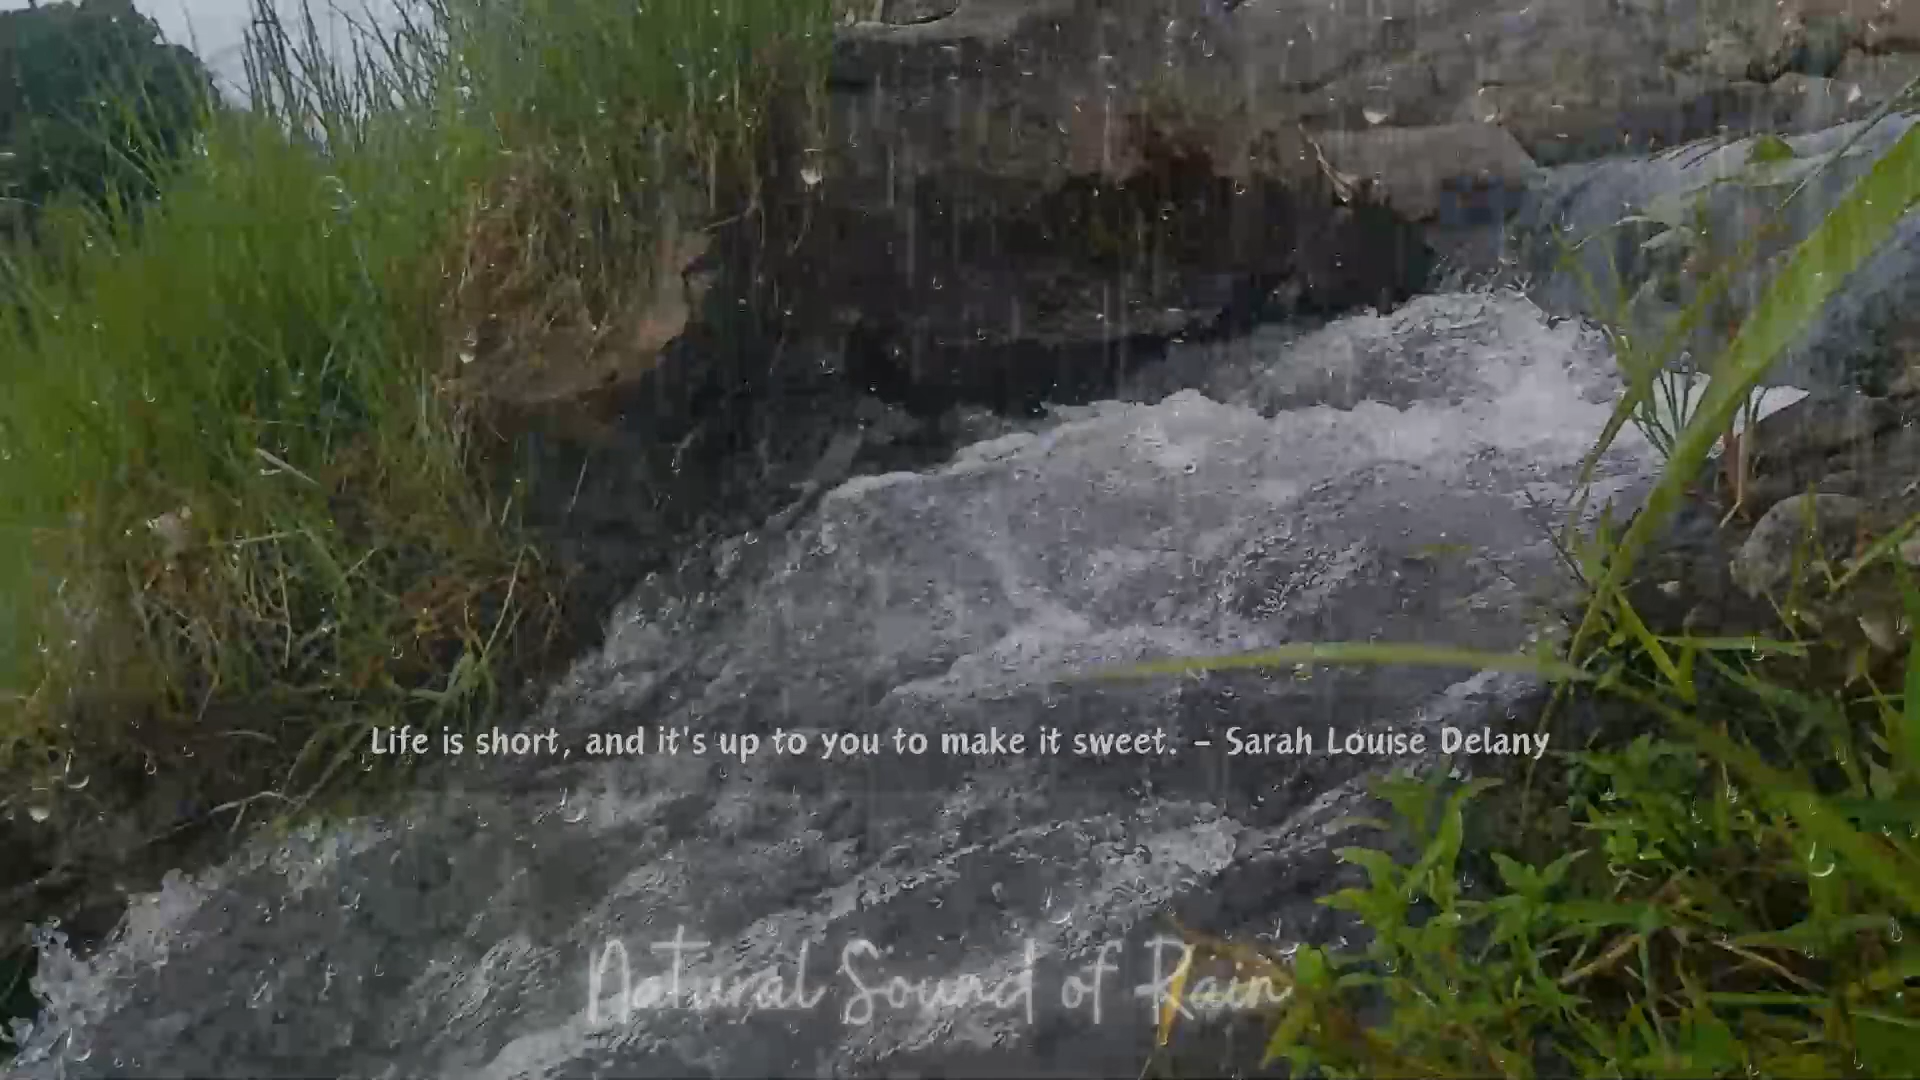 Life is short, and it's up to you to make it sweet. – Sarah Louise Delany
Natural Sound of Rain